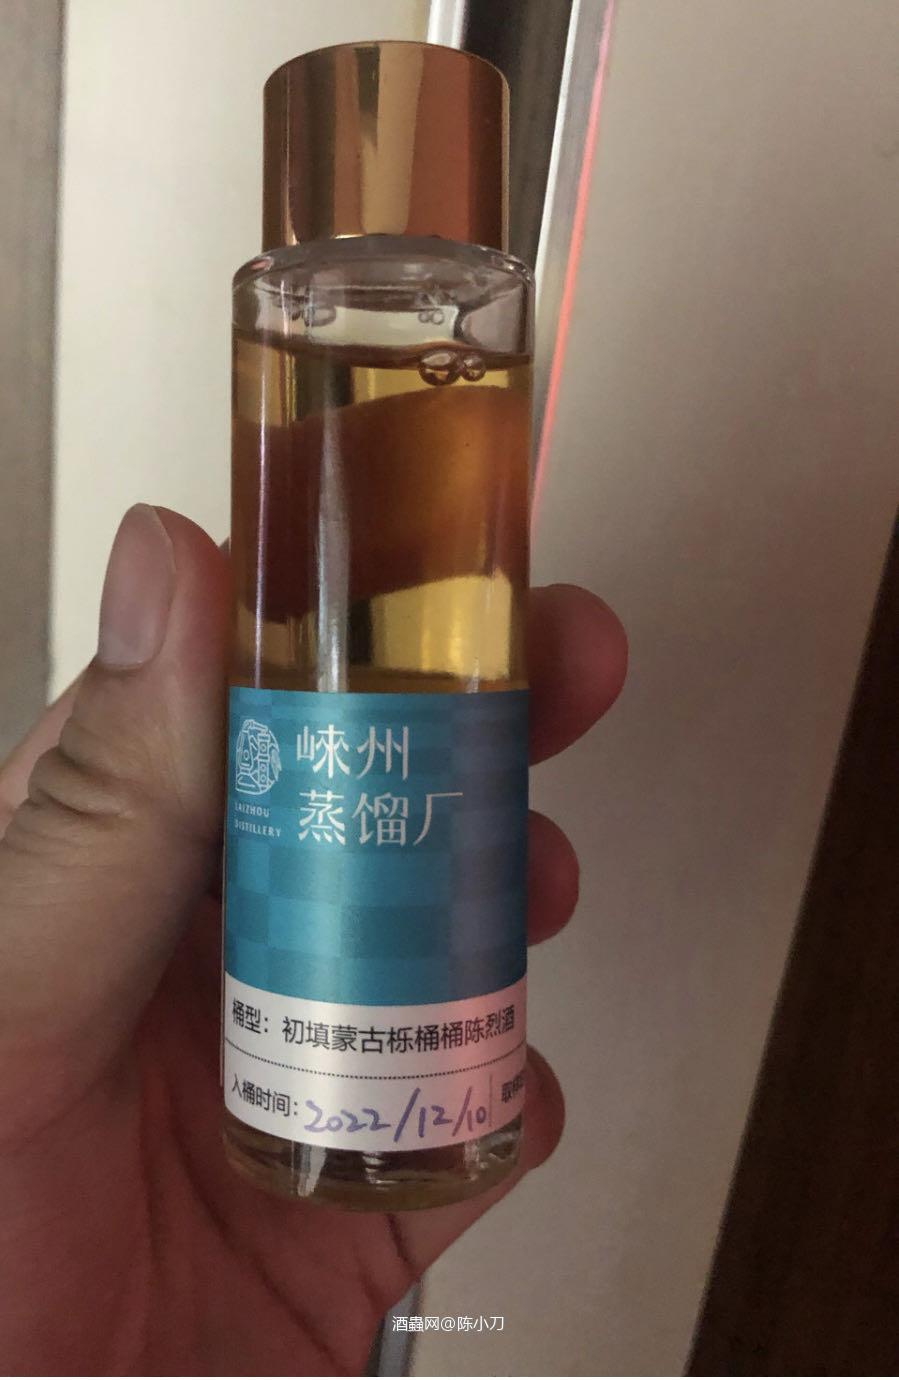 崃州
蒸馏厂
LAIZHOU
DISTILLERY
桶型：初填蒙古栎桶桶陈烈酒
入桶时间：2022/12/10
酒蟲网@陈小刀